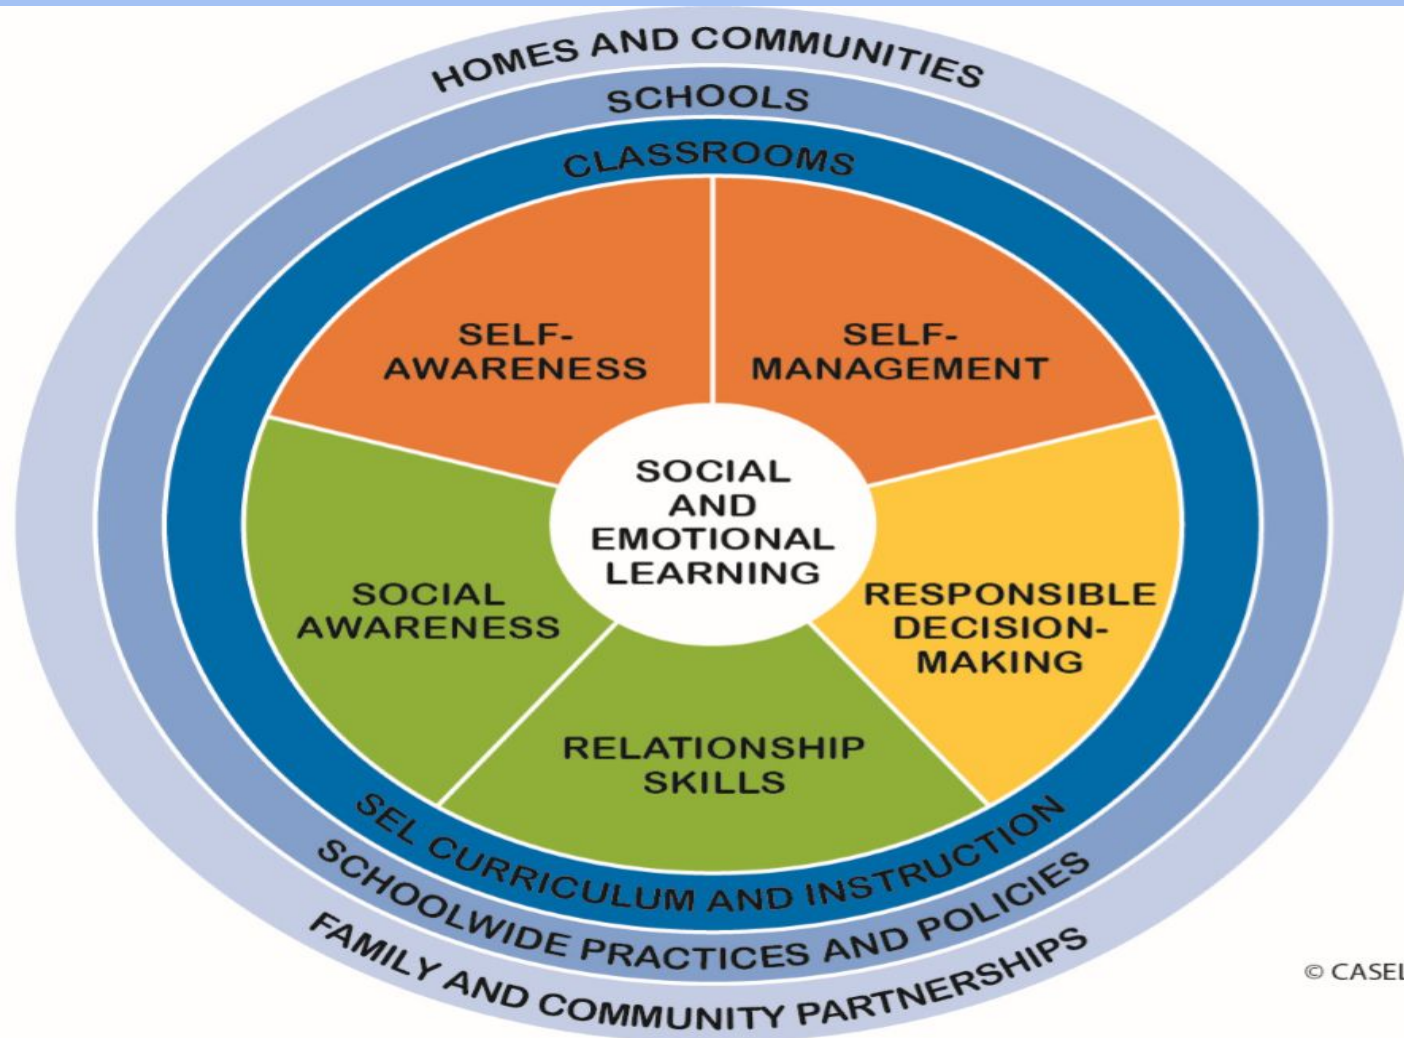 HOMES AND COMMUNITIES
SCHOOLS
CLASSROOMS
SELF-
AWARENESS
SELF-
MANAGEMENT
SOCIAL
AND
EMOTIONAL
LEARNING
SOCIAL
AWARENESS
RESPONSIBLE
DECISION-
MAKING
RELATIONSHIP
SKILLS
SEL CURRICULUM AND INSTRUCTION
SCHOOLWIDE PRACTICES AND POLICIES
FAMILY AND COMMUNITY PARTNERSHIPS
© CASEL